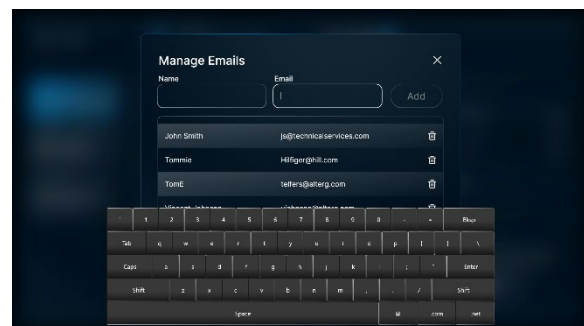 Manage Emails
Name Email
Add
John Smith js@technicalservices.com
Tommie Hilfiger@hill.com
TomE telfers@alterg.com
1 2 3 4 5 6 7 8 9 0 - = Bksp
Tab q w e r t y u i o p [ ] \
Caps a s d f g h j k l ; ' Enter
Shift z x c v b n m , . / Shift
Space @ .com .net